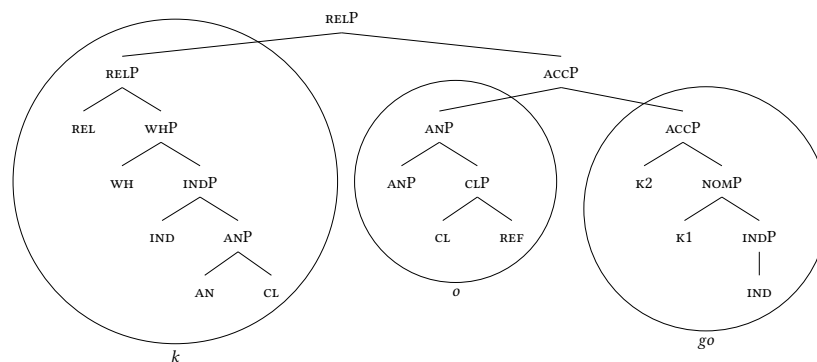 RELP
RELP ACCP
REL WHP ANP ACCP
WH INDP ANP CLP K2 NOMP
IND ANP CL REF K1 INDP
AN CL o IND
k go